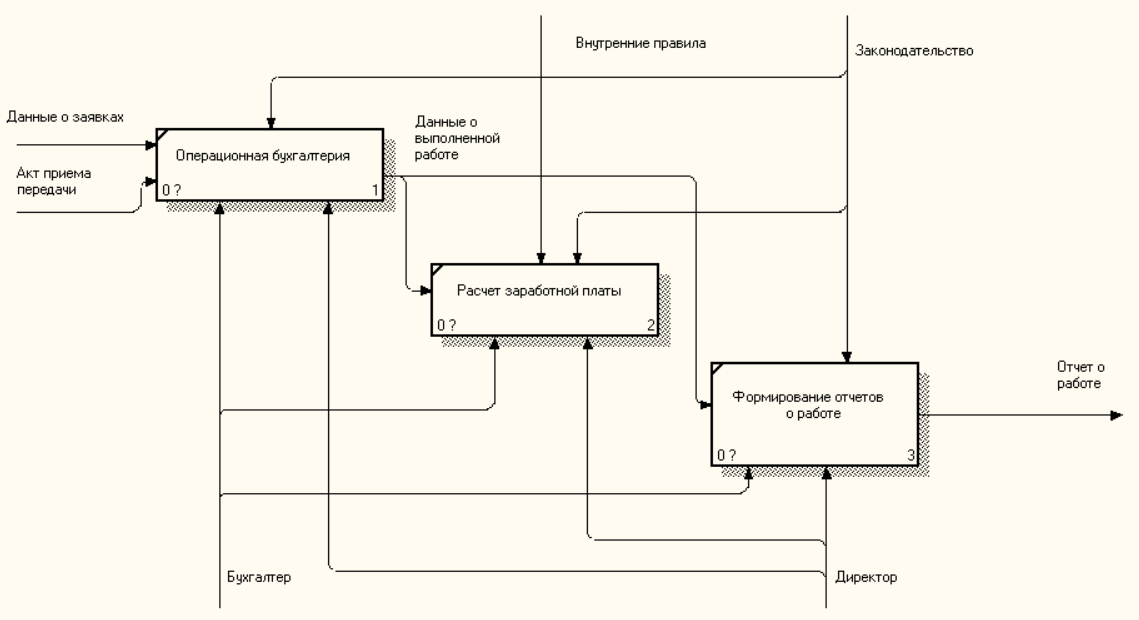 Внутренние правила
Законодательство
Данные о заявках
Данные о
выполненной
работе
Операционная бухгалтерия
Акт приема
передачи
0 ?
1
Расчет заработной платы
0 ?
2
Отчет о
работе
Формирование отчетов
о работе
0 ?
3
Бухгалтер
Директор